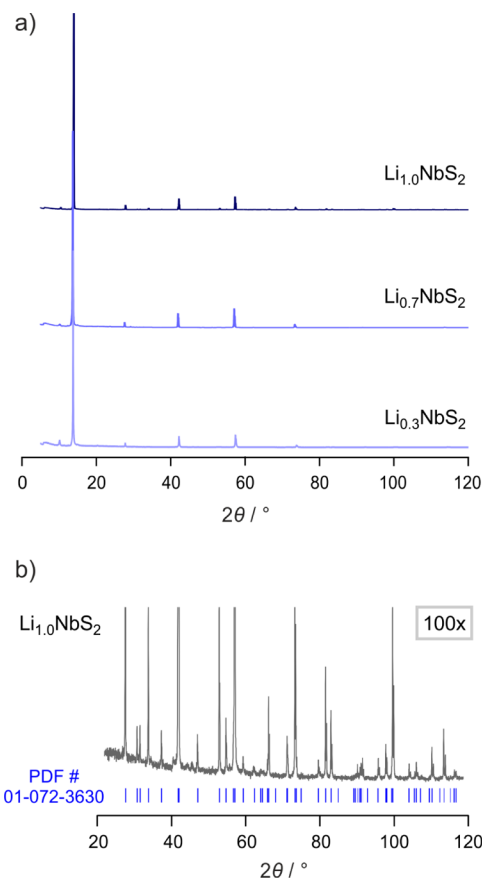 a)
Li1.0NbS2
Li0.7NbS2
Li0.3NbS2
0 20 40 60 80 100 120
2θ / °
b)
Li1.0NbS2
100x
PDF #
01-072-3630
20 40 60 80 100 120
2θ / °